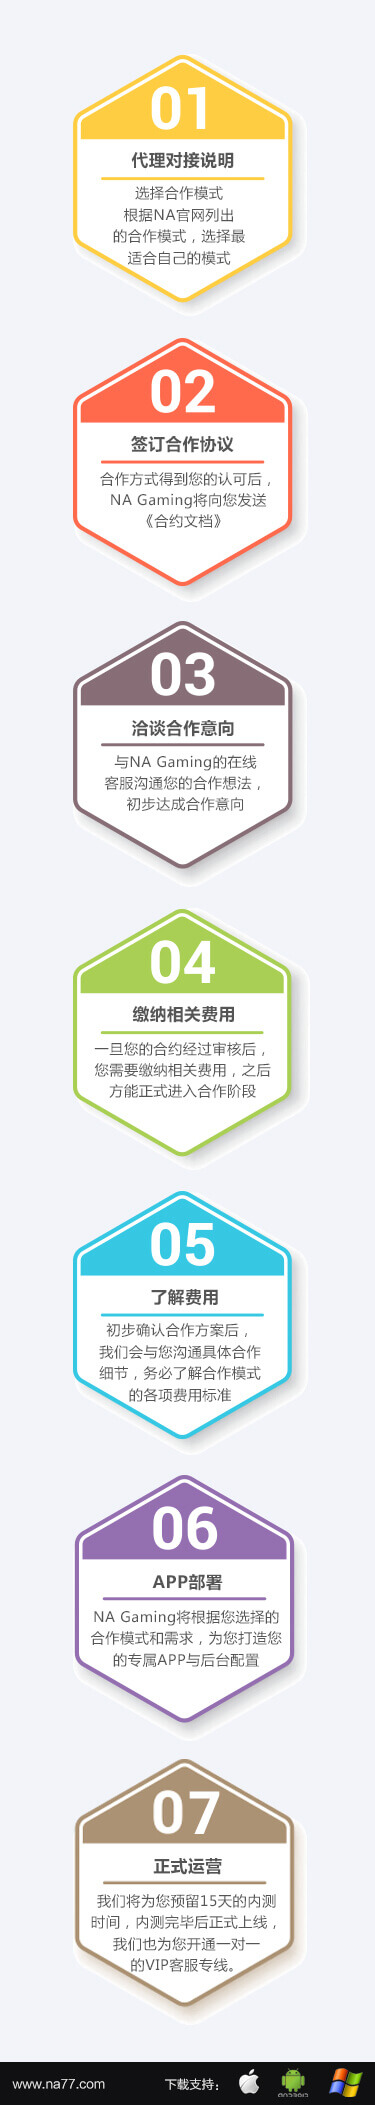 01
代理对接说明
选择合作模式
根据NA官网列出
的合作模式，选择最
适合自己的模式
02
签订合作协议
合作方式得到您的认可后，
NA Gaming将向您发送
《合约文档》
03
洽谈合作意向
与NA Gaming的在线
客服沟通您的合作想法，
初步达成合作意向
04
缴纳相关费用
一旦您的合约经过审核后，
您需要缴纳相关费用，之后
方能正式进入合作阶段
05
了解费用
初步确认合作方案后，
我们会与您沟通具体合作
细节，务必了解合作模式
的各项费用标准
06
APP部署
NA Gaming将根据您选择的
合作模式和需求，为您打造您
的专属APP与后台配置
07
正式运营
我们将为您预留15天的内测
时间，内测完毕后正式上线，
我们也为您开通一对一
的VIP客服专线。
www.na77.com 下载支持：
ANDROID